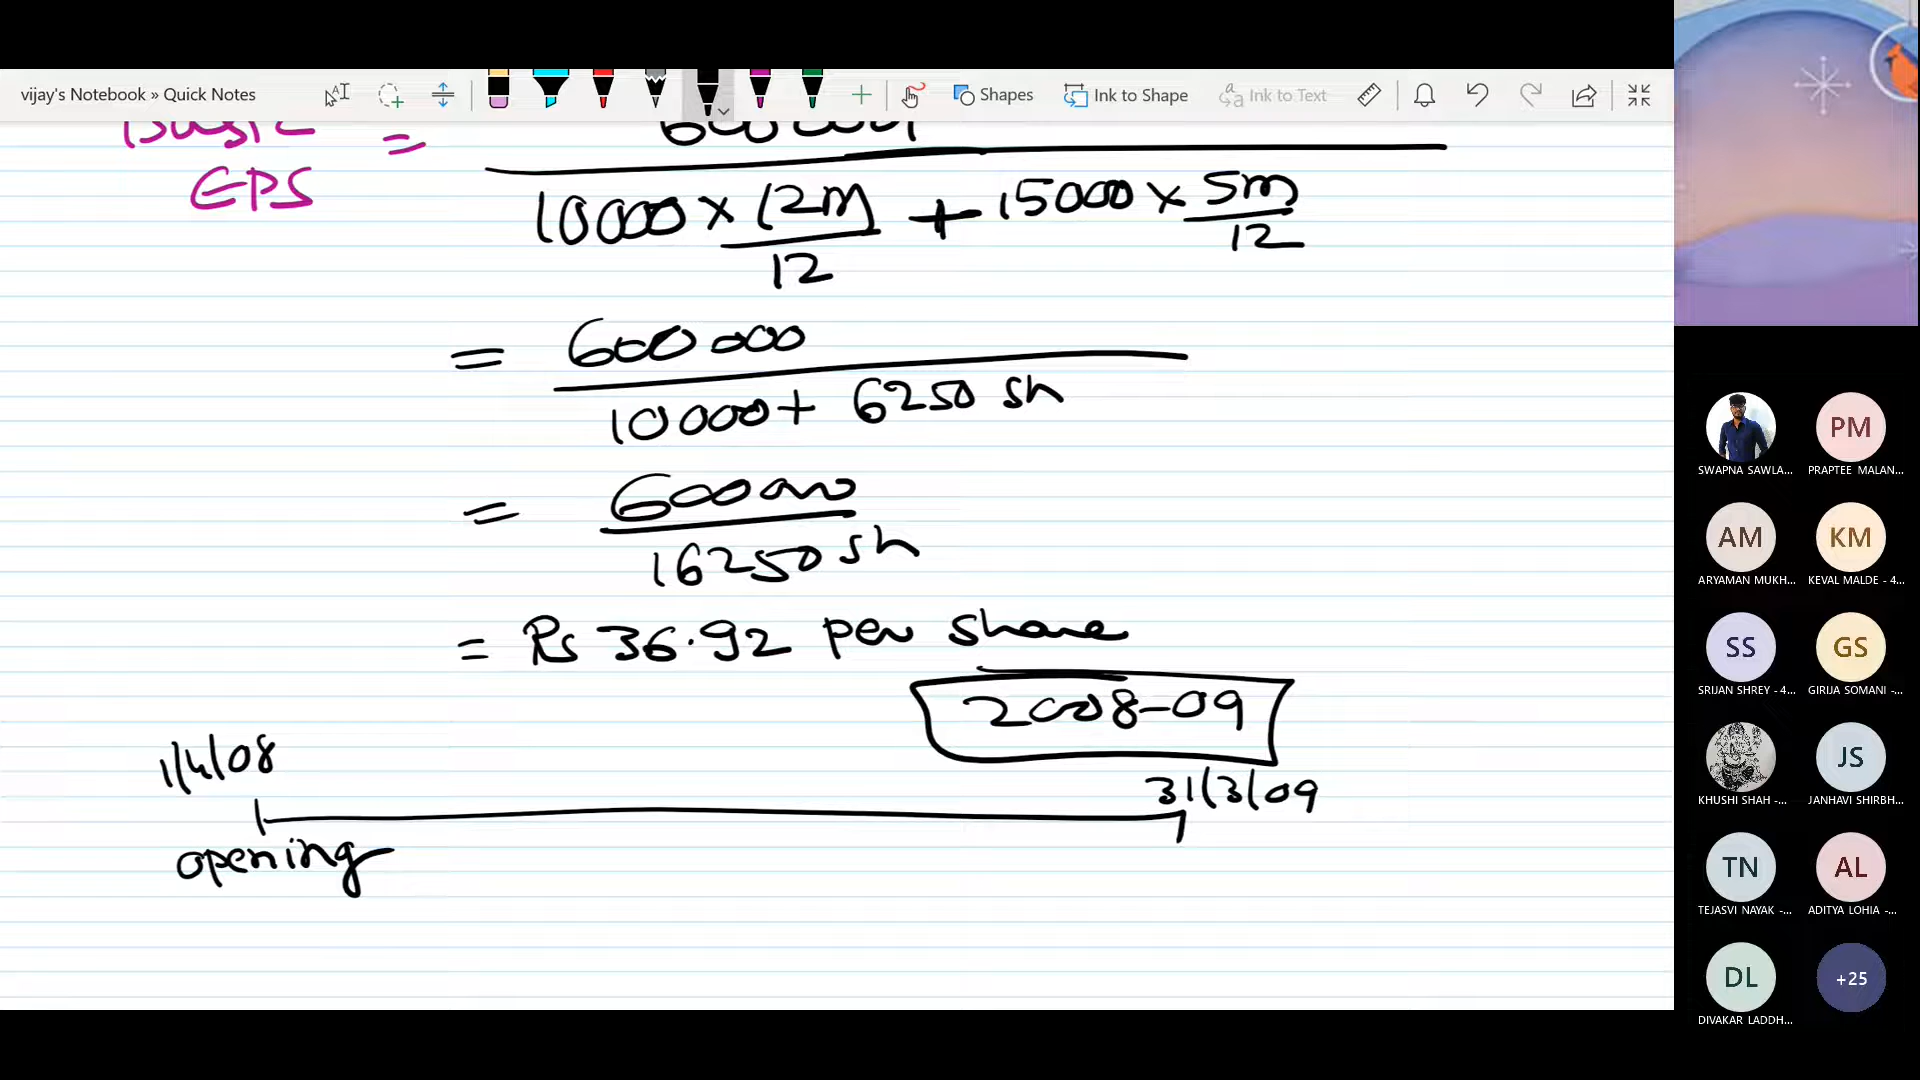 vijay's Notebook » Quick Notes
Shapes
Ink to Shape
Ink to Text
Basic = 600000
EPS 10000 × 12m/12 + 15000 × 5m/12
= 600000
10000 + 6250 sh
= 600000
16250 sh
= Rs 36.92 per share
2008-09
1/4/08
31/3/09
opening
SWAPNA SAWLA...
PM
PRAPTEE MALAN...
AM
ARYAMAN MUKH...
KM
KEVAL MALDE - 4...
SS
SRIJAN SHREY - 4...
GS
GIRIJA SOMANI -...
KHUSHI SHAH -...
JS
JANHAVI SHIRBH...
TN
TEJASVI NAYAK -...
AL
ADITYA LOHIA -...
DL
DIVAKAR LADDH...
+25